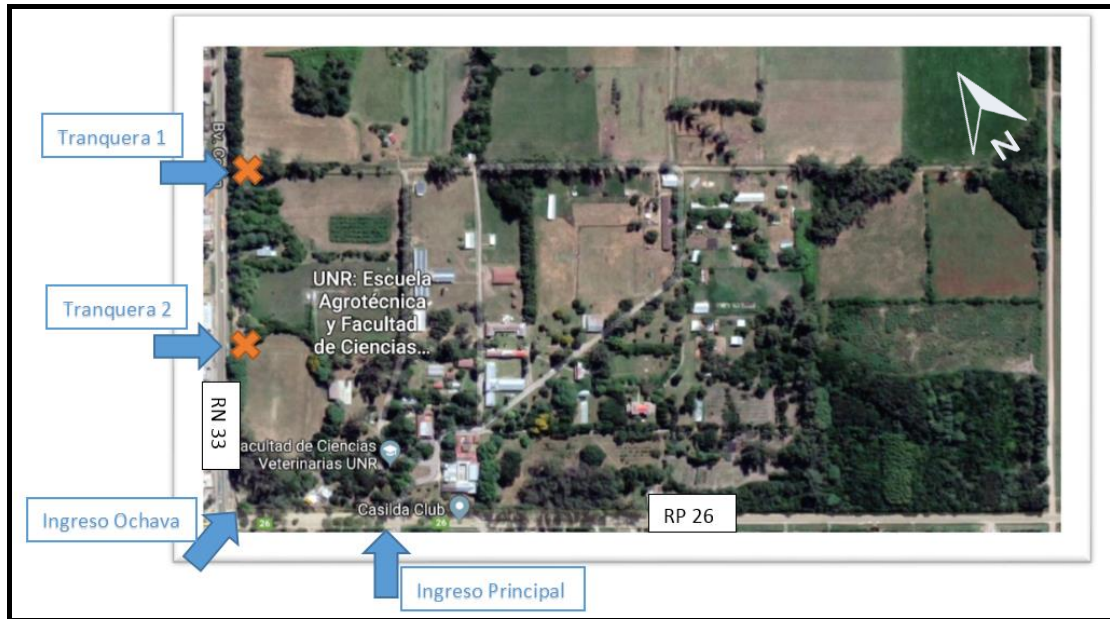 Tranquera 1
Tranquera 2
RN 33
UNR: Escuela
Agrotécnica
y Facultad
de Ciencias...
acultad de Ciencias
Veterinarias UNR
Casilda Club
26
26
RP 26
Ingreso Ochava
Ingreso Principal
N